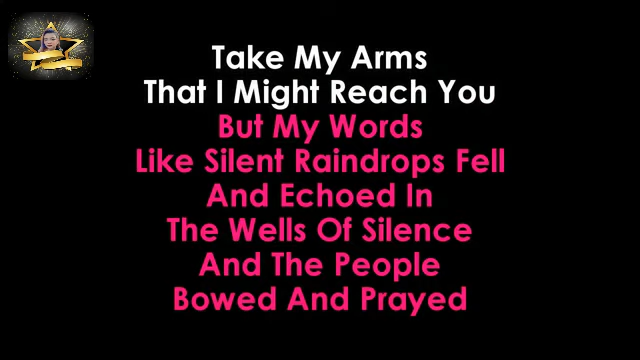 Take My Arms
That I Might Reach You
But My Words
Like Silent Raindrops Fell
And Echoed In
The Wells Of Silence
And The People
Bowed And Prayed